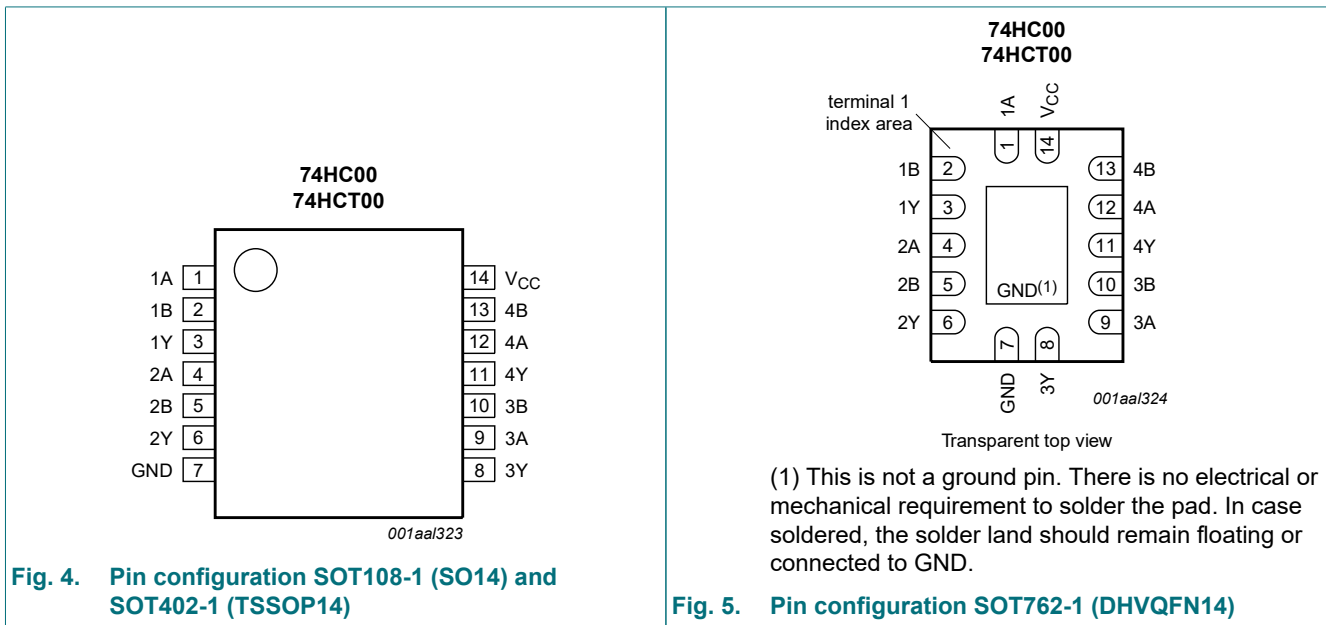 74HC00
74HCT00
1A 1
1B 2
1Y 3
2A 4
2B 5
2Y 6
GND 7
14 VCC
13 4B
12 4A
11 4Y
10 3B
9 3A
8 3Y
001aal323
Fig. 4. Pin configuration SOT108-1 (SO14) and
SOT402-1 (TSSOP14)
74HC00
74HCT00
terminal 1
index area
1A
VCC
1
14
1B 2
1Y 3
2A 4
2B 5
2Y 6
13 4B
12 4A
11 4Y
10 3B
9 3A
GND(1)
7
8
GND
3Y
001aal324
Transparent top view
(1) This is not a ground pin. There is no electrical or
mechanical requirement to solder the pad. In case
soldered, the solder land should remain floating or
connected to GND.
Fig. 5. Pin configuration SOT762-1 (DHVQFN14)